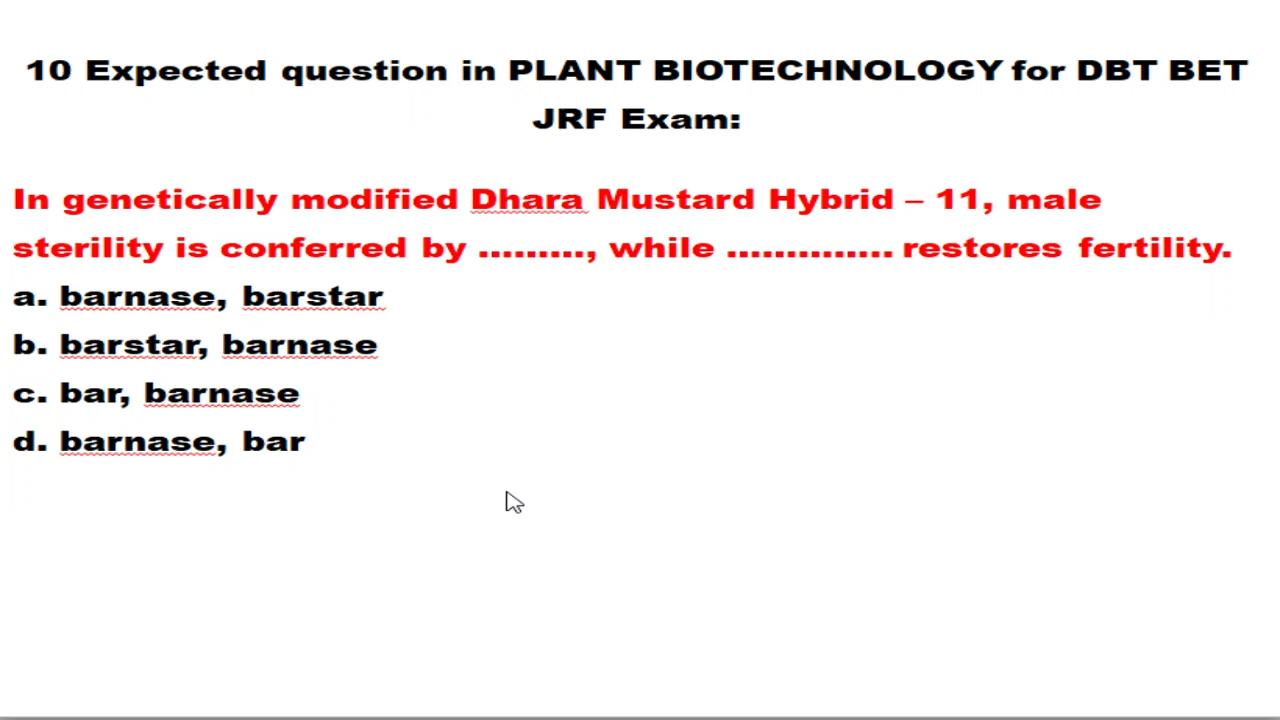 10 Expected question in PLANT BIOTECHNOLOGY for DBT BET
JRF Exam:
In genetically modified Dhara Mustard Hybrid – 11, male
sterility is conferred by ........., while .............. restores fertility.
a. barnase, barstar
b. barstar, barnase
c. bar, barnase
d. barnase, bar